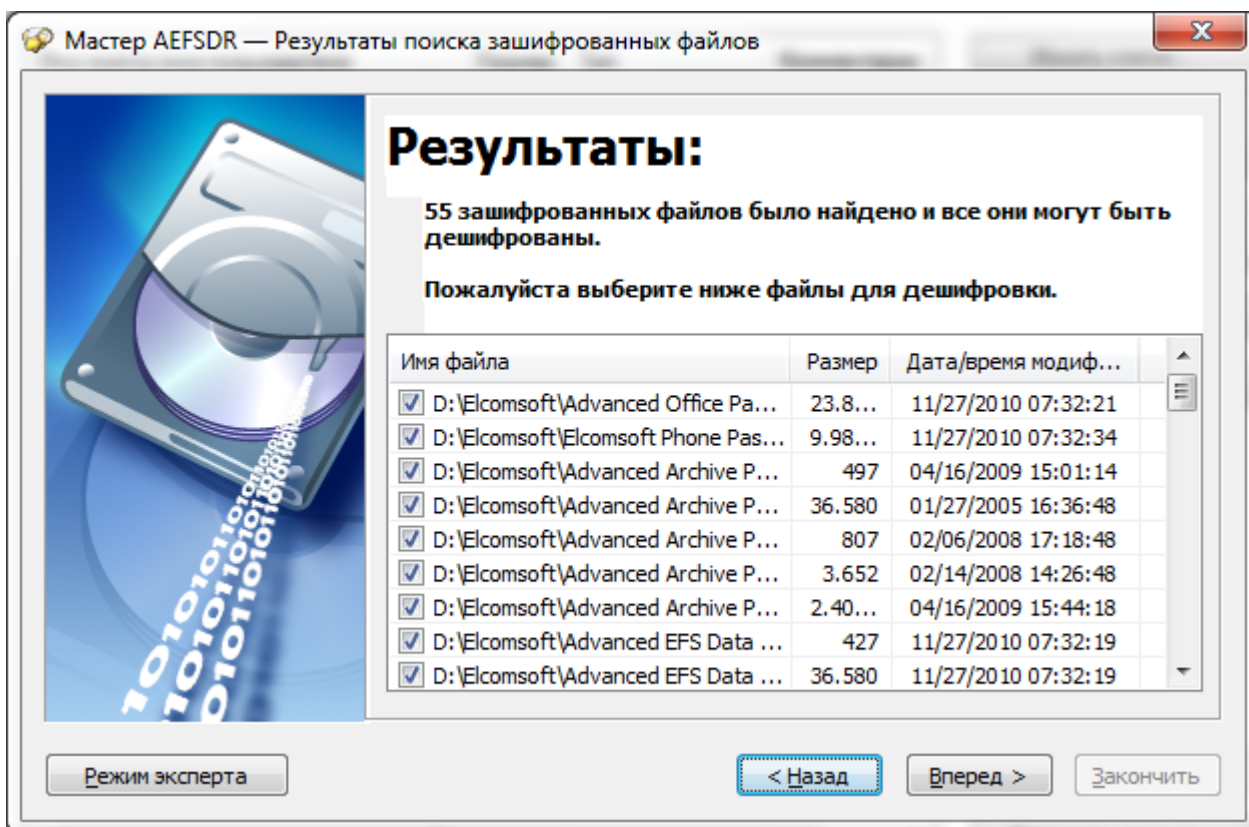 Мастер AEFSDR — Результаты поиска зашифрованных файлов
Результаты:
55 зашифрованных файлов было найдено и все они могут быть
дешифрованы.
Пожалуйста выберите ниже файлы для дешифровки.
Имя файла Размер Дата/время модиф...
D:\Elcomsoft\Advanced Office Pa... 23.8... 11/27/2010 07:32:21
D:\Elcomsoft\Elcomsoft Phone Pas... 9.98... 11/27/2010 07:32:34
D:\Elcomsoft\Advanced Archive P... 497 04/16/2009 15:01:14
D:\Elcomsoft\Advanced Archive P... 36.580 01/27/2005 16:36:48
D:\Elcomsoft\Advanced Archive P... 807 02/06/2008 17:18:48
D:\Elcomsoft\Advanced Archive P... 3.652 02/14/2008 14:26:48
D:\Elcomsoft\Advanced Archive P... 2.40... 04/16/2009 15:44:18
D:\Elcomsoft\Advanced EFS Data ... 427 11/27/2010 07:32:19
D:\Elcomsoft\Advanced EFS Data ... 36.580 11/27/2010 07:32:19
Режим эксперта < Назад Вперед > Закончить